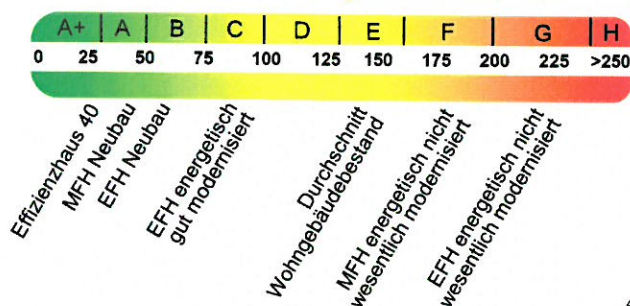 A+ A B C D E F G H
0 25 50 75 100 125 150 175 200 225 >250
Effizienzhaus 40
MFH Neubau
EFH Neubau
EFH energetisch
gut modernisiert
Durchschnitt
Wohngebäudebestand
MFH energetisch nicht
wesentlich modernisiert
EFH energetisch nicht
wesentlich modernisiert